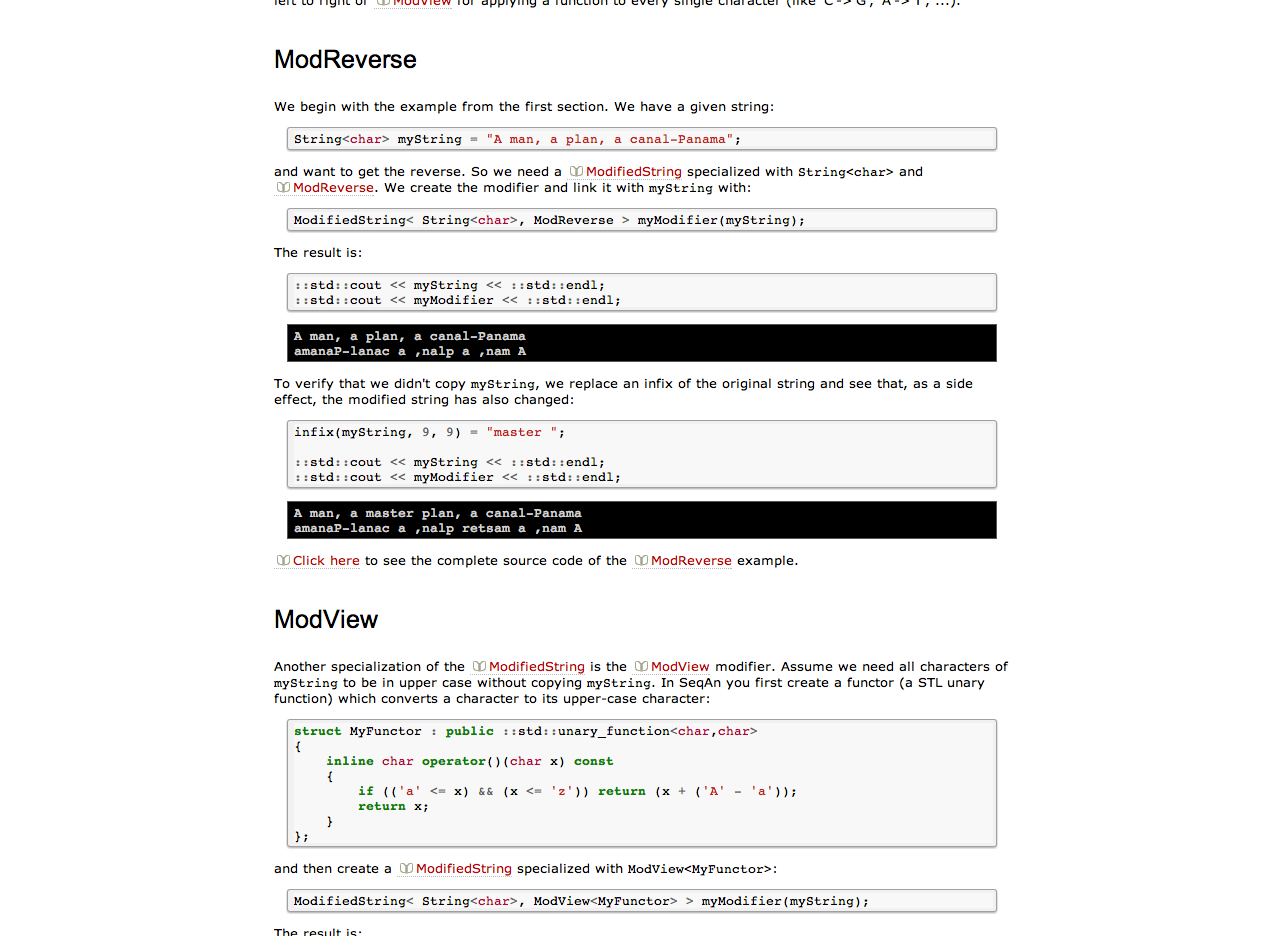 left to right or ModView for applying a function to every single character (like 'C'->'G', 'A'->'T', ...).
ModReverse
We begin with the example from the first section. We have a given string:
String<char> myString = "A man, a plan, a canal-Panama";
and want to get the reverse. So we need a ModifiedString specialized with String<char> and
ModReverse. We create the modifier and link it with myString with:
ModifiedString< String<char>, ModReverse > myModifier(myString);
The result is:
::std::cout << myString << ::std::endl;
::std::cout << myModifier << ::std::endl;
A man, a plan, a canal-Panama
amanaP-lanac a ,nalp a ,nam A
To verify that we didn't copy myString, we replace an infix of the original string and see that, as a side
effect, the modified string has also changed:
infix(myString, 9, 9) = "master ";
::std::cout << myString << ::std::endl;
::std::cout << myModifier << ::std::endl;
A man, a master plan, a canal-Panama
amanaP-lanac a ,nalp retsam a ,nam A
Click here to see the complete source code of the ModReverse example.
ModView
Another specialization of the ModifiedString is the ModView modifier. Assume we need all characters of
myString to be in upper case without copying myString. In SeqAn you first create a functor (a STL unary
function) which converts a character to its upper-case character:
struct MyFunctor : public ::std::unary_function<char,char>
{
    inline char operator()(char x) const
    {
        if (('a' <= x) && (x <= 'z')) return (x + ('A' - 'a'));
        return x;
    }
};
and then create a ModifiedString specialized with ModView<MyFunctor>:
ModifiedString< String<char>, ModView<MyFunctor> > myModifier(myString);
The result is: